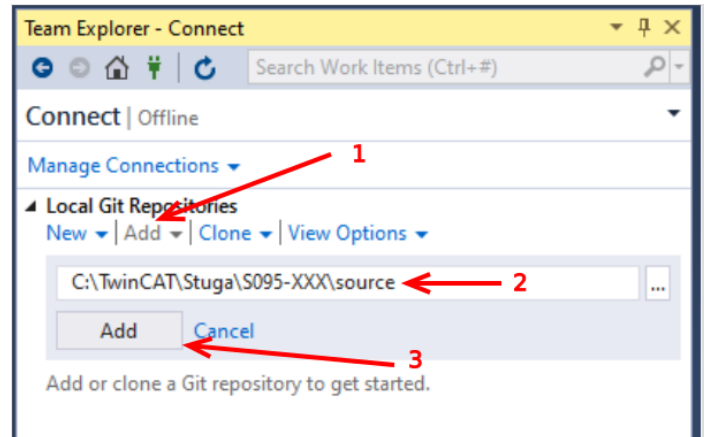 Team Explorer - Connect
Search Work Items (Ctrl+#)
Connect | Offline
Manage Connections
1
Local Git Repositories
New | Add | Clone | View Options
C:\TwinCAT\Stuga\S095-XXX\source
2
...
Add Cancel
3
Add or clone a Git repository to get started.